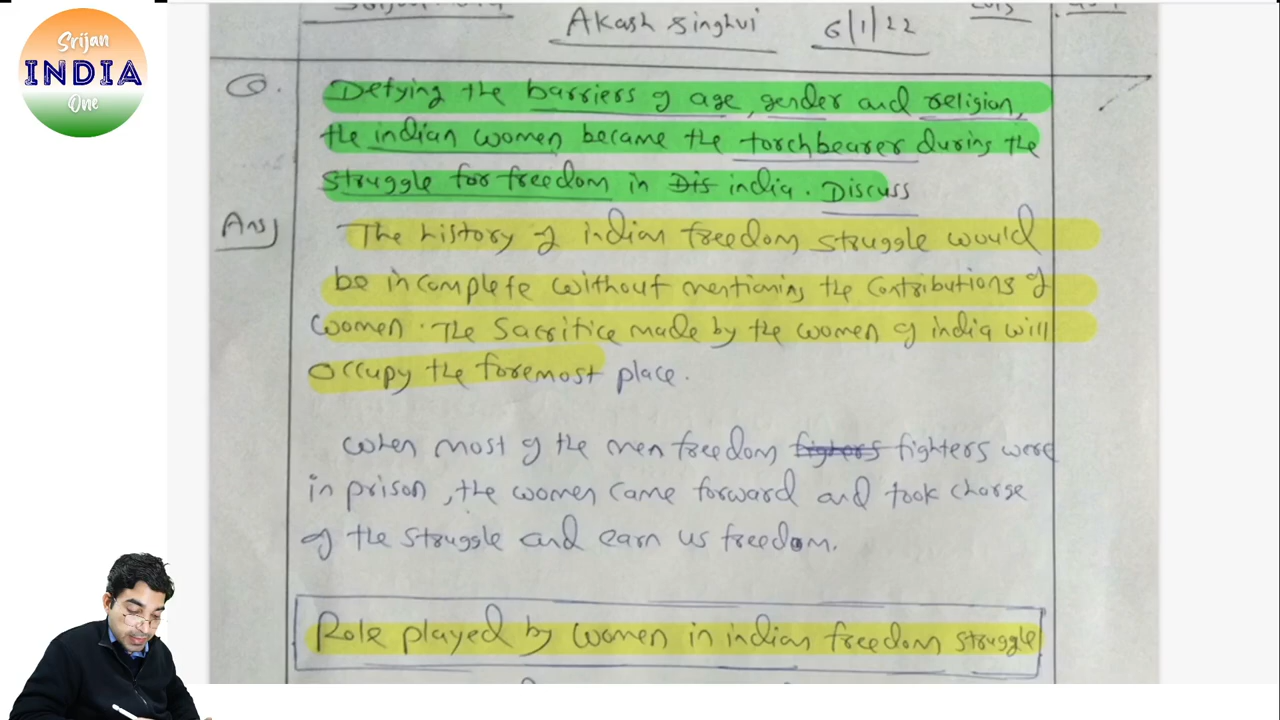 Srijan
INDIA
One
Akash Singhvi 6/1/22
Q. Defying the barriers of age, gender and religion,
the indian women became the torchbearer during the
struggle for freedom in Dis india. Discuss
Ans The history of indian freedom struggle would
be incomplete without mentioning the contributions of
women. The Sacrifice made by the women of india will
occupy the foremost place.
When most of the men freedom fighers fighters were
in prison, the women came forward and took charge
of the struggle and earn us freedom.
Role played by women in indian freedom struggle